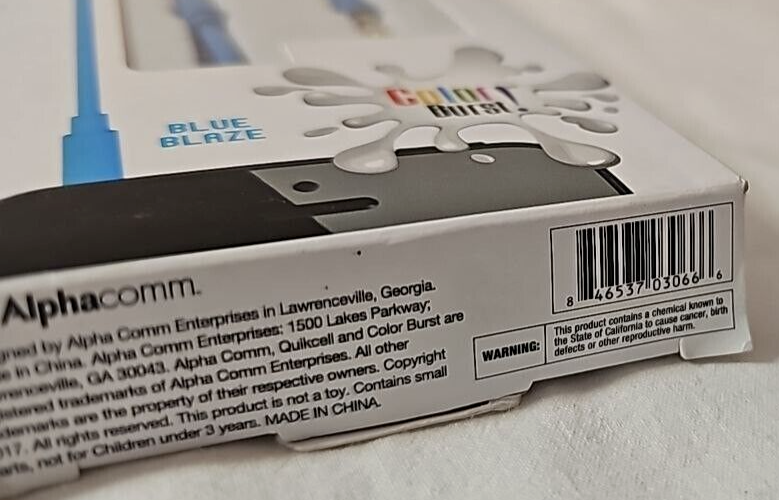 BLUE
BLAZE
Color
Burst!
Alphacomm.
gned by Alpha Comm Enterprises in Lawrenceville, Georgia.
e in China. Alpha Comm Enterprises: 1500 Lakes Parkway;
renceville, GA 30043. Alpha Comm, Quikcell and Color Burst are
istered trademarks of Alpha Comm Enterprises. All other
demarks are the property of their respective owners. Copyright
017. All rights reserved. This product is not a toy. Contains small
arts, not for Children under 3 years. MADE IN CHINA.
8 46537 03066 6
WARNING:
This product contains a chemical known to
the State of California to cause cancer, birth
defects or other reproductive harm.